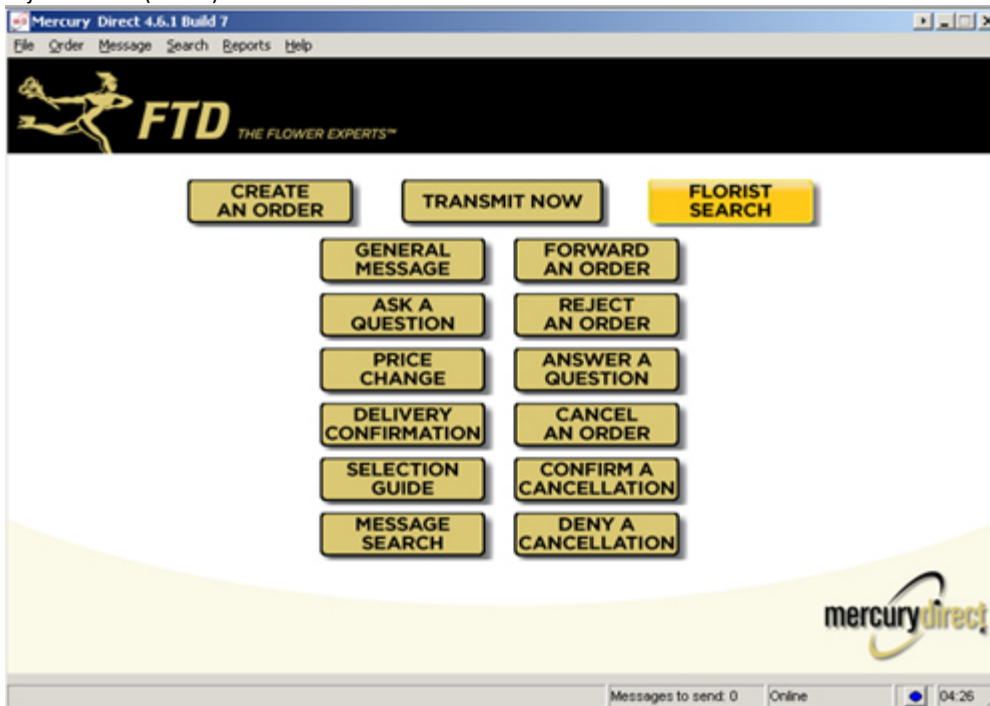 Mercury Direct 4.6.1 Build 7
File Order Message Search Reports Help
FTD THE FLOWER EXPERTS™
CREATE
AN ORDER
TRANSMIT NOW
FLORIST
SEARCH
GENERAL
MESSAGE
FORWARD
AN ORDER
ASK A
QUESTION
REJECT
AN ORDER
PRICE
CHANGE
ANSWER A
QUESTION
DELIVERY
CONFIRMATION
CANCEL
AN ORDER
SELECTION
GUIDE
CONFIRM A
CANCELLATION
MESSAGE
SEARCH
DENY A
CANCELLATION
mercurydirect
Messages to send: 0 Online 04:26